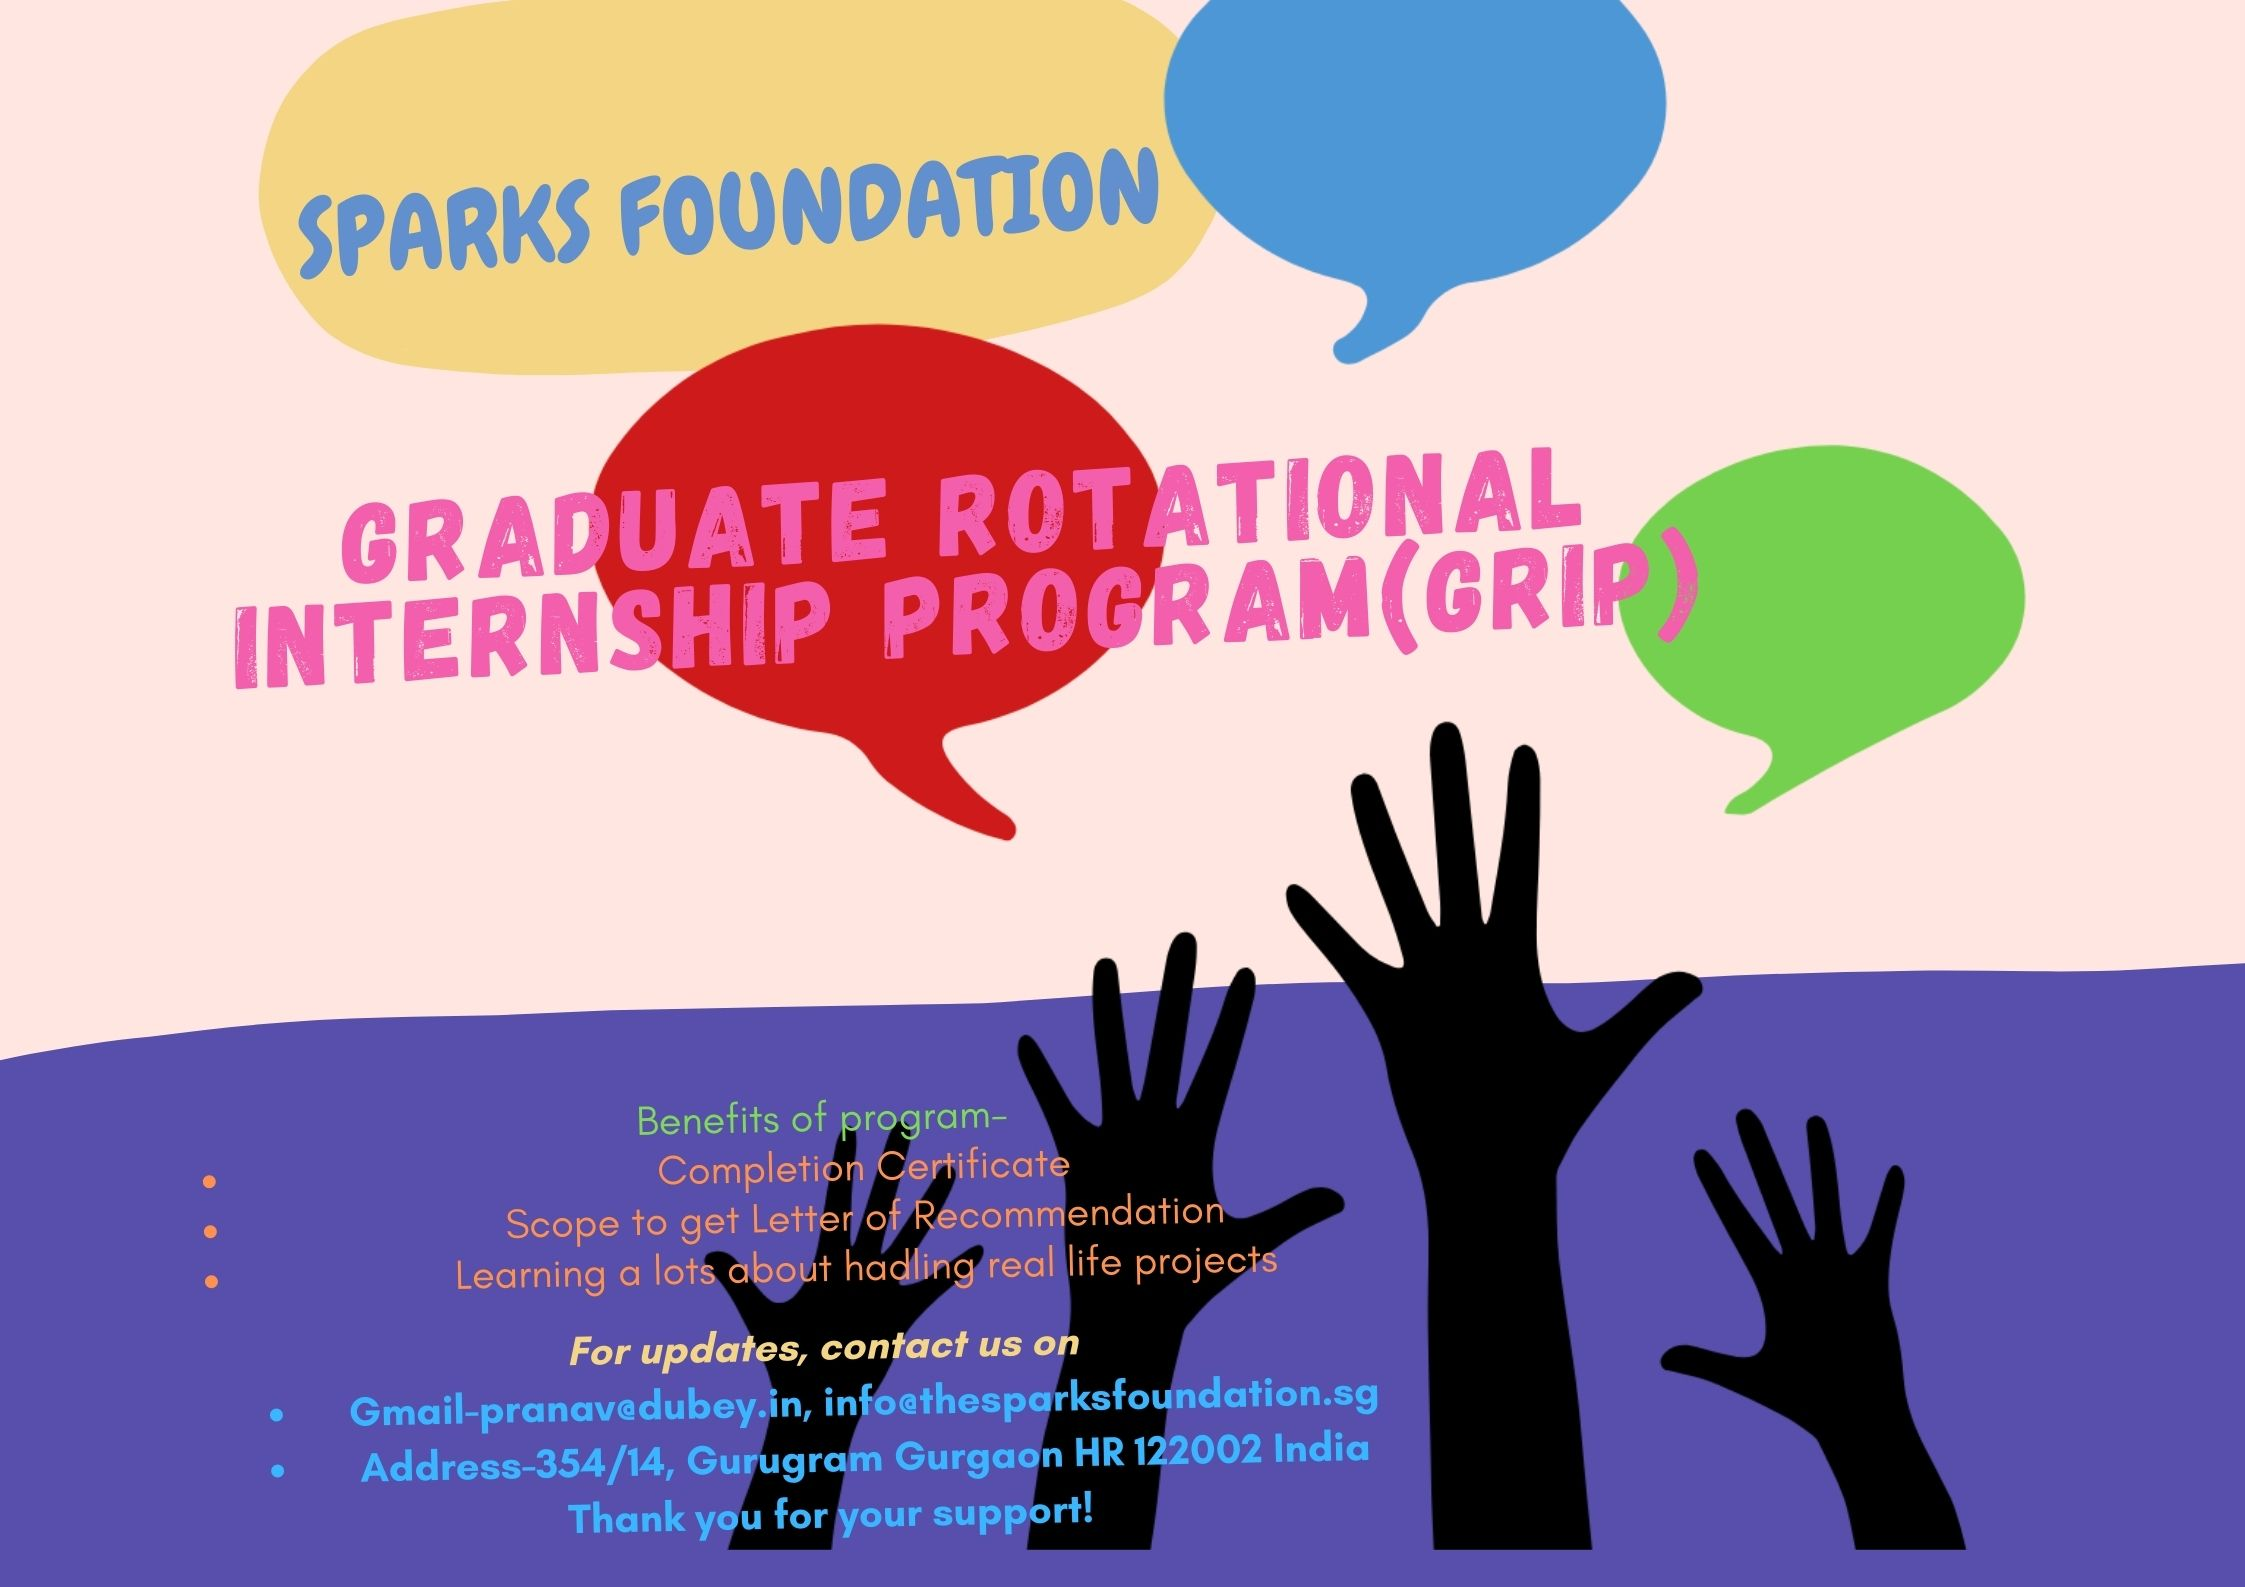 SPARKS FOUNDATION
GRADUATE ROTATIONAL
INTERNSHIP PROGRAM(GRIP)
Benefits of program-
• Completion Certificate
• Scope to get Letter of Recommendation
• Learning a lots about hadling real life projects
For updates, contact us on
• Gmail-pranav@dubey.in, info@thesparksfoundation.sg
• Address-354/14, Gurugram Gurgaon HR 122002 India
Thank you for your support!